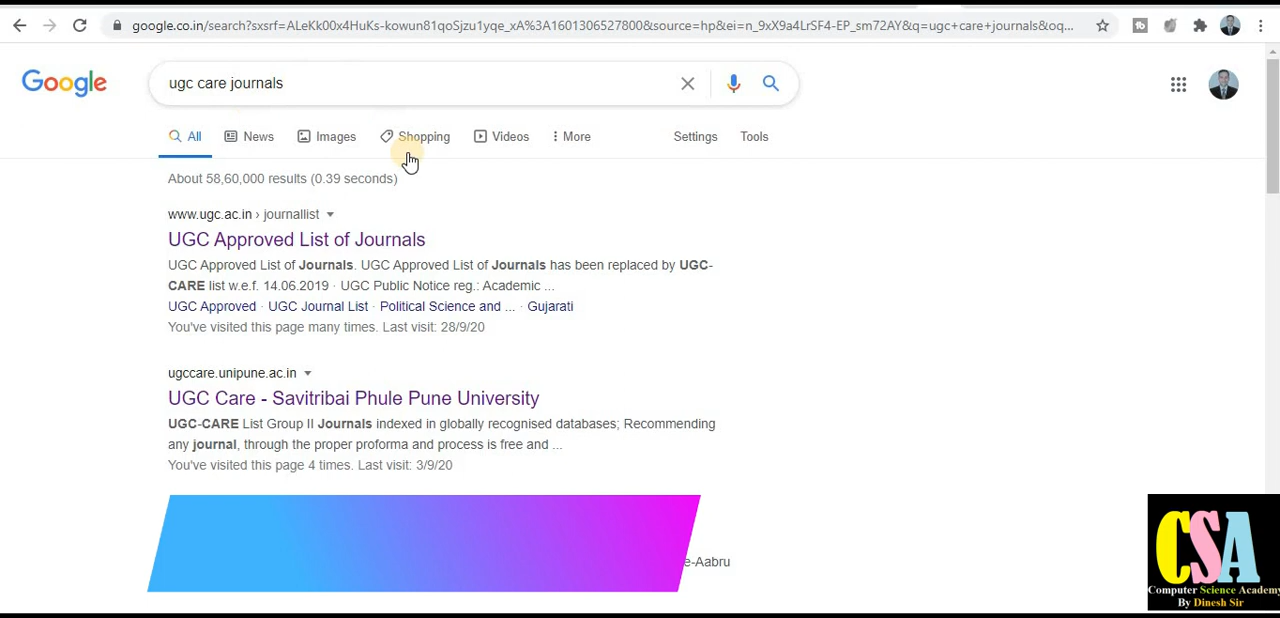 google.co.in/search?sxsrf=ALeKk00x4HuKs-kowun81qoSjzu1yqe_xA%3A1601306527800&source=hp&ei=n_9xX9a4LrSF4-EP_sm72AY&q=ugc+care+journals&oq...
Google
ugc care journals
All News Images Shopping Videos More Settings Tools
About 58,60,000 results (0.39 seconds)
www.ugc.ac.in › journallist
UGC Approved List of Journals
UGC Approved List of Journals. UGC Approved List of Journals has been replaced by UGC-
CARE list w.e.f. 14.06.2019 · UGC Public Notice reg.: Academic ...
UGC Approved · UGC Journal List · Political Science and ... · Gujarati
You've visited this page many times. Last visit: 28/9/20
ugccare.unipune.ac.in
UGC Care - Savitribai Phule Pune University
UGC-CARE List Group II Journals indexed in globally recognised databases; Recommending
any journal, through the proper proforma and process is free and ...
You've visited this page 4 times. Last visit: 3/9/20
e-Aabru
CSA
Computer Science Academy
By Dinesh Sir